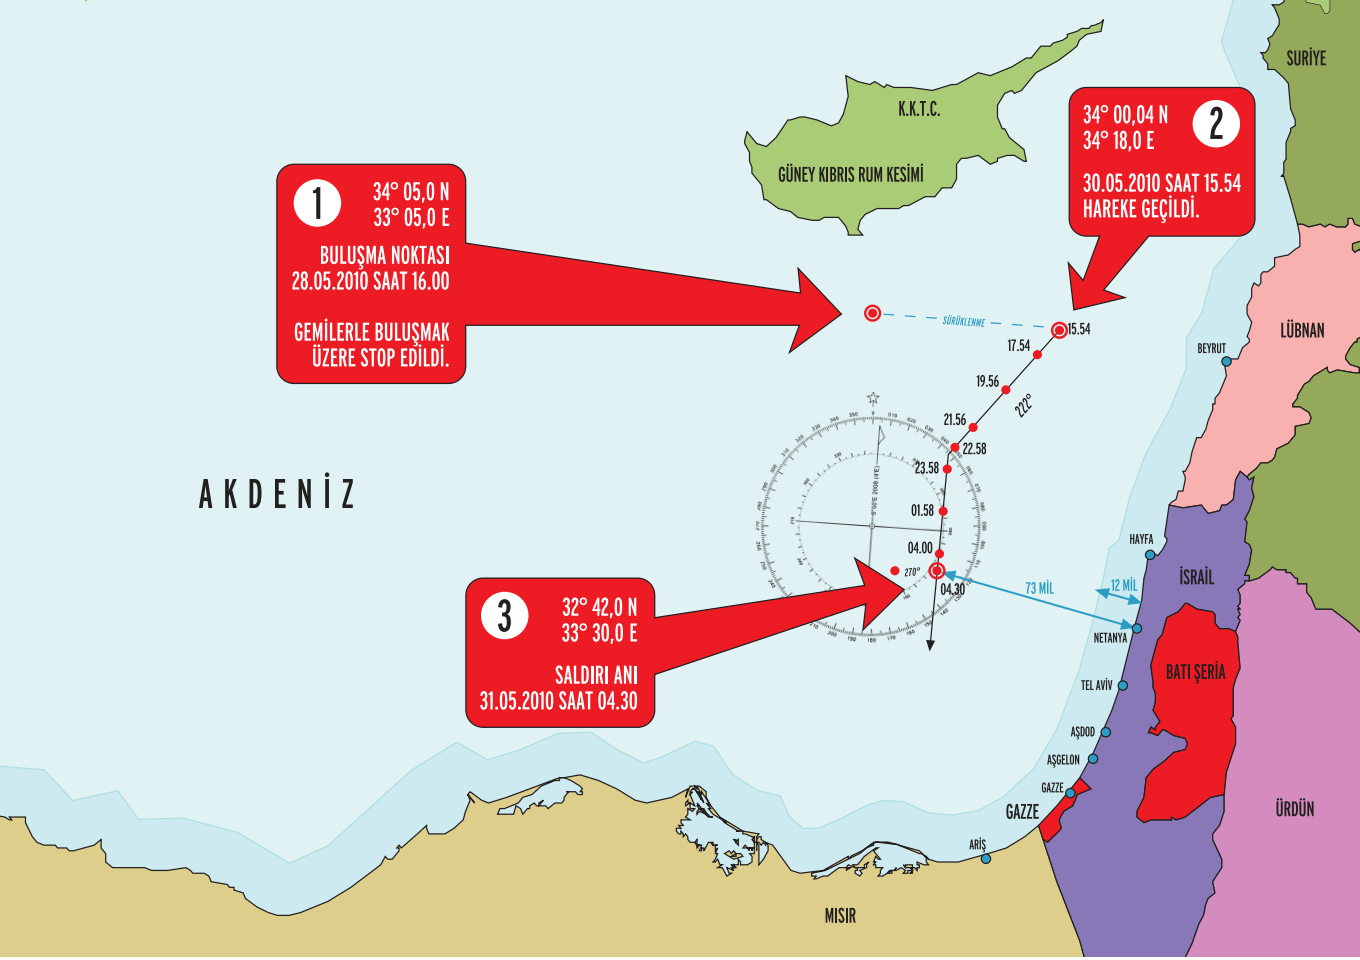 SURİYE
K.K.T.C.
GÜNEY KIBRIS RUM KESİMİ
34° 00,04 N
34° 18,0 E
2
30.05.2010 SAAT 15.54
HAREKE GEÇİLDİ.
1
34° 05,0 N
33° 05,0 E
BULUŞMA NOKTASI
28.05.2010 SAAT 16.00
GEMİLERLE BULUŞMAK
ÜZERE STOP EDİLDİ.
SÜRÜKLENME
15.54
17.54
19.56
222°
21.56
22.58
23.58
01.58
04.00
270°
04.30
LÜBNAN
BEYRUT
AKDENİZ
HAYFA
İSRAİL
73 MİL
12 MİL
NETANYA
3
32° 42,0 N
33° 30,0 E
SALDIRI ANI
31.05.2010 SAAT 04.30
BATI ŞERIA
TEL AVİV
AŞDOD
AŞGELON
GAZZE
GAZZE
ÜRDÜN
ARİŞ
MISIR